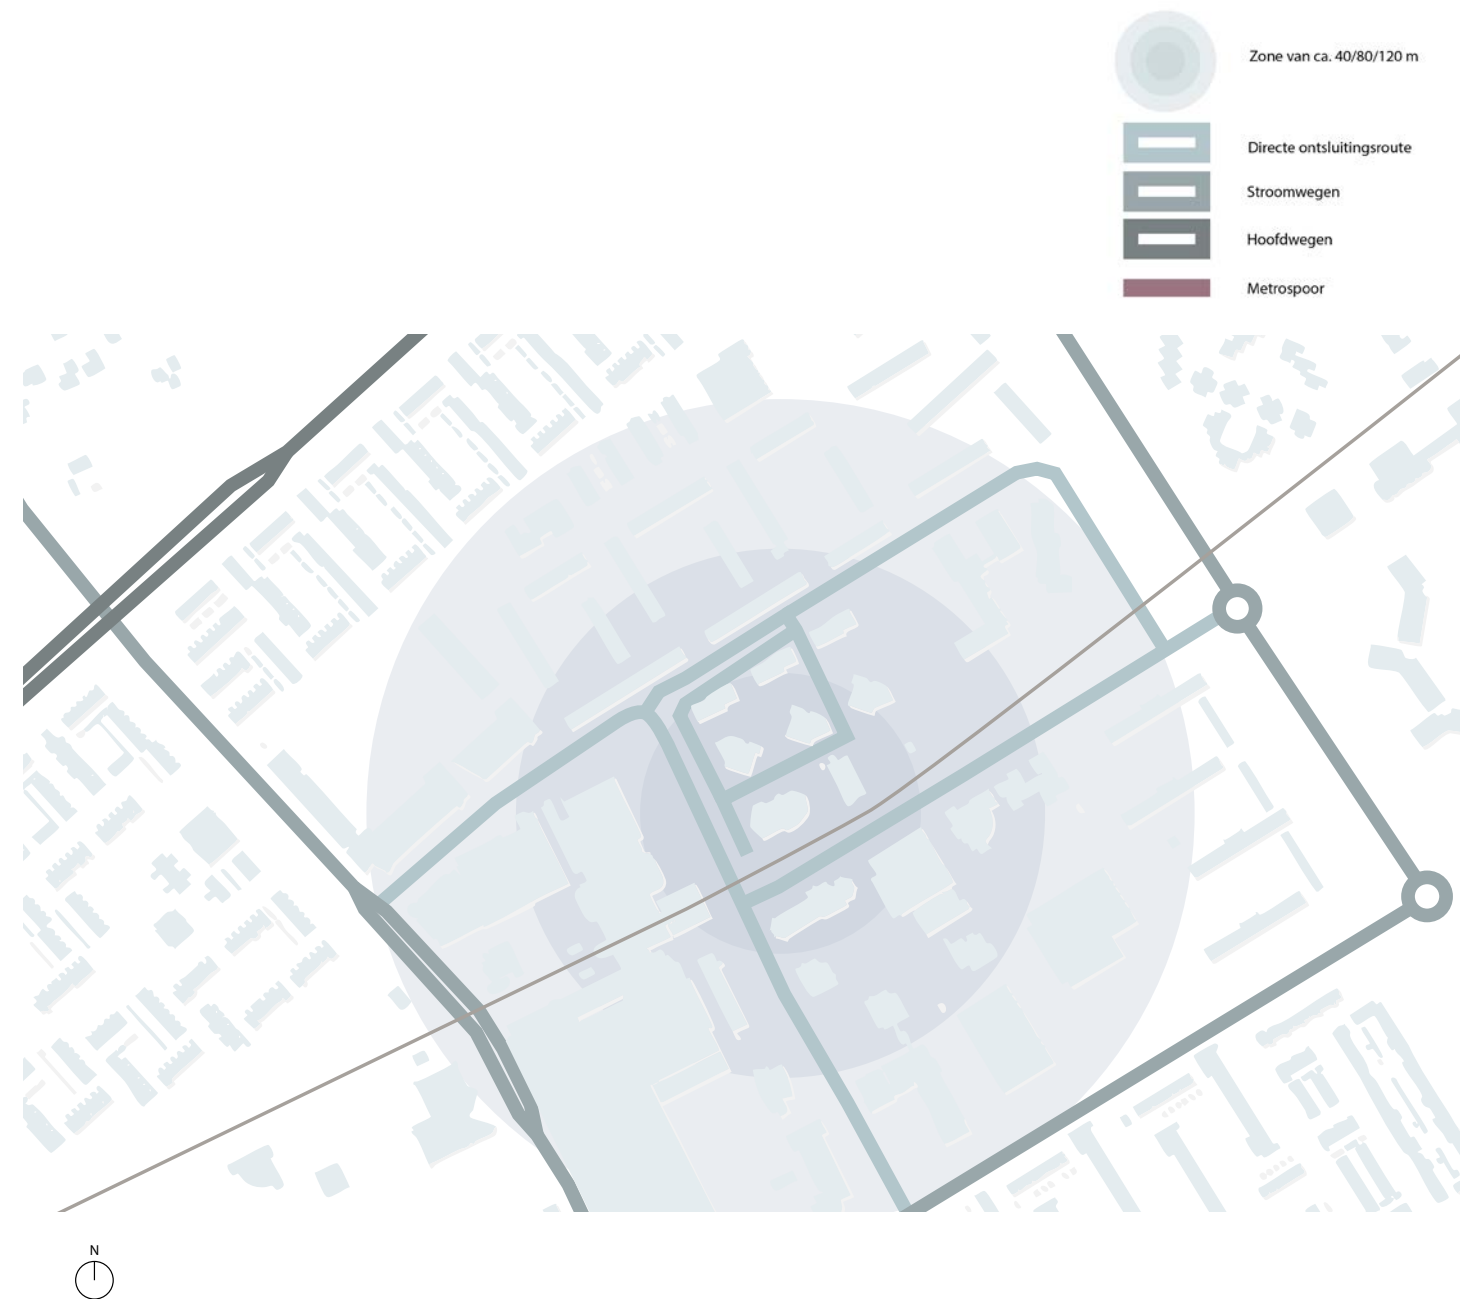 Zone van ca. 40/80/120 m
Directe ontsluitingsroute
Stroomwegen
Hoofdwegen
Metrospoor
N